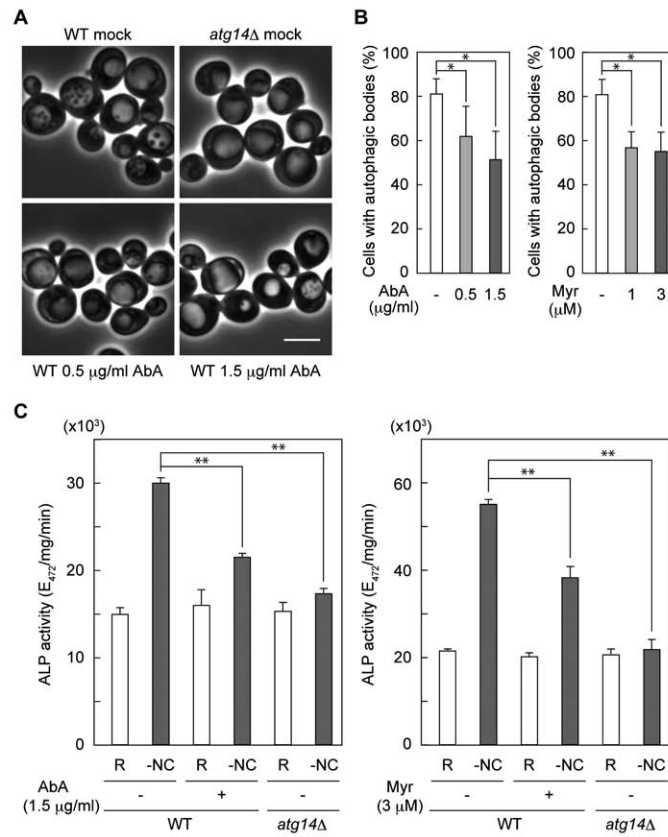 A
WT mock
atg14Δ mock
WT 0.5 μg/ml AbA
WT 1.5 μg/ml AbA
B
Cells with autophagic bodies (%)
100
80
60
40
20
0
*
*
AbA
(μg/ml)
- 0.5 1.5
Cells with autophagic bodies (%)
100
80
60
40
20
0
*
*
Myr
(μM)
- 1 3
C
(x10³)
ALP activity (E₄₇₂/mg/min)
30
20
10
0
**
**
R -NC R -NC R -NC
AbA
(1.5 μg/ml)
- + -
WT atg14Δ
(x10³)
ALP activity (E₄₇₂/mg/min)
60
40
20
0
**
**
R -NC R -NC R -NC
Myr
(3 μM)
- + -
WT atg14Δ